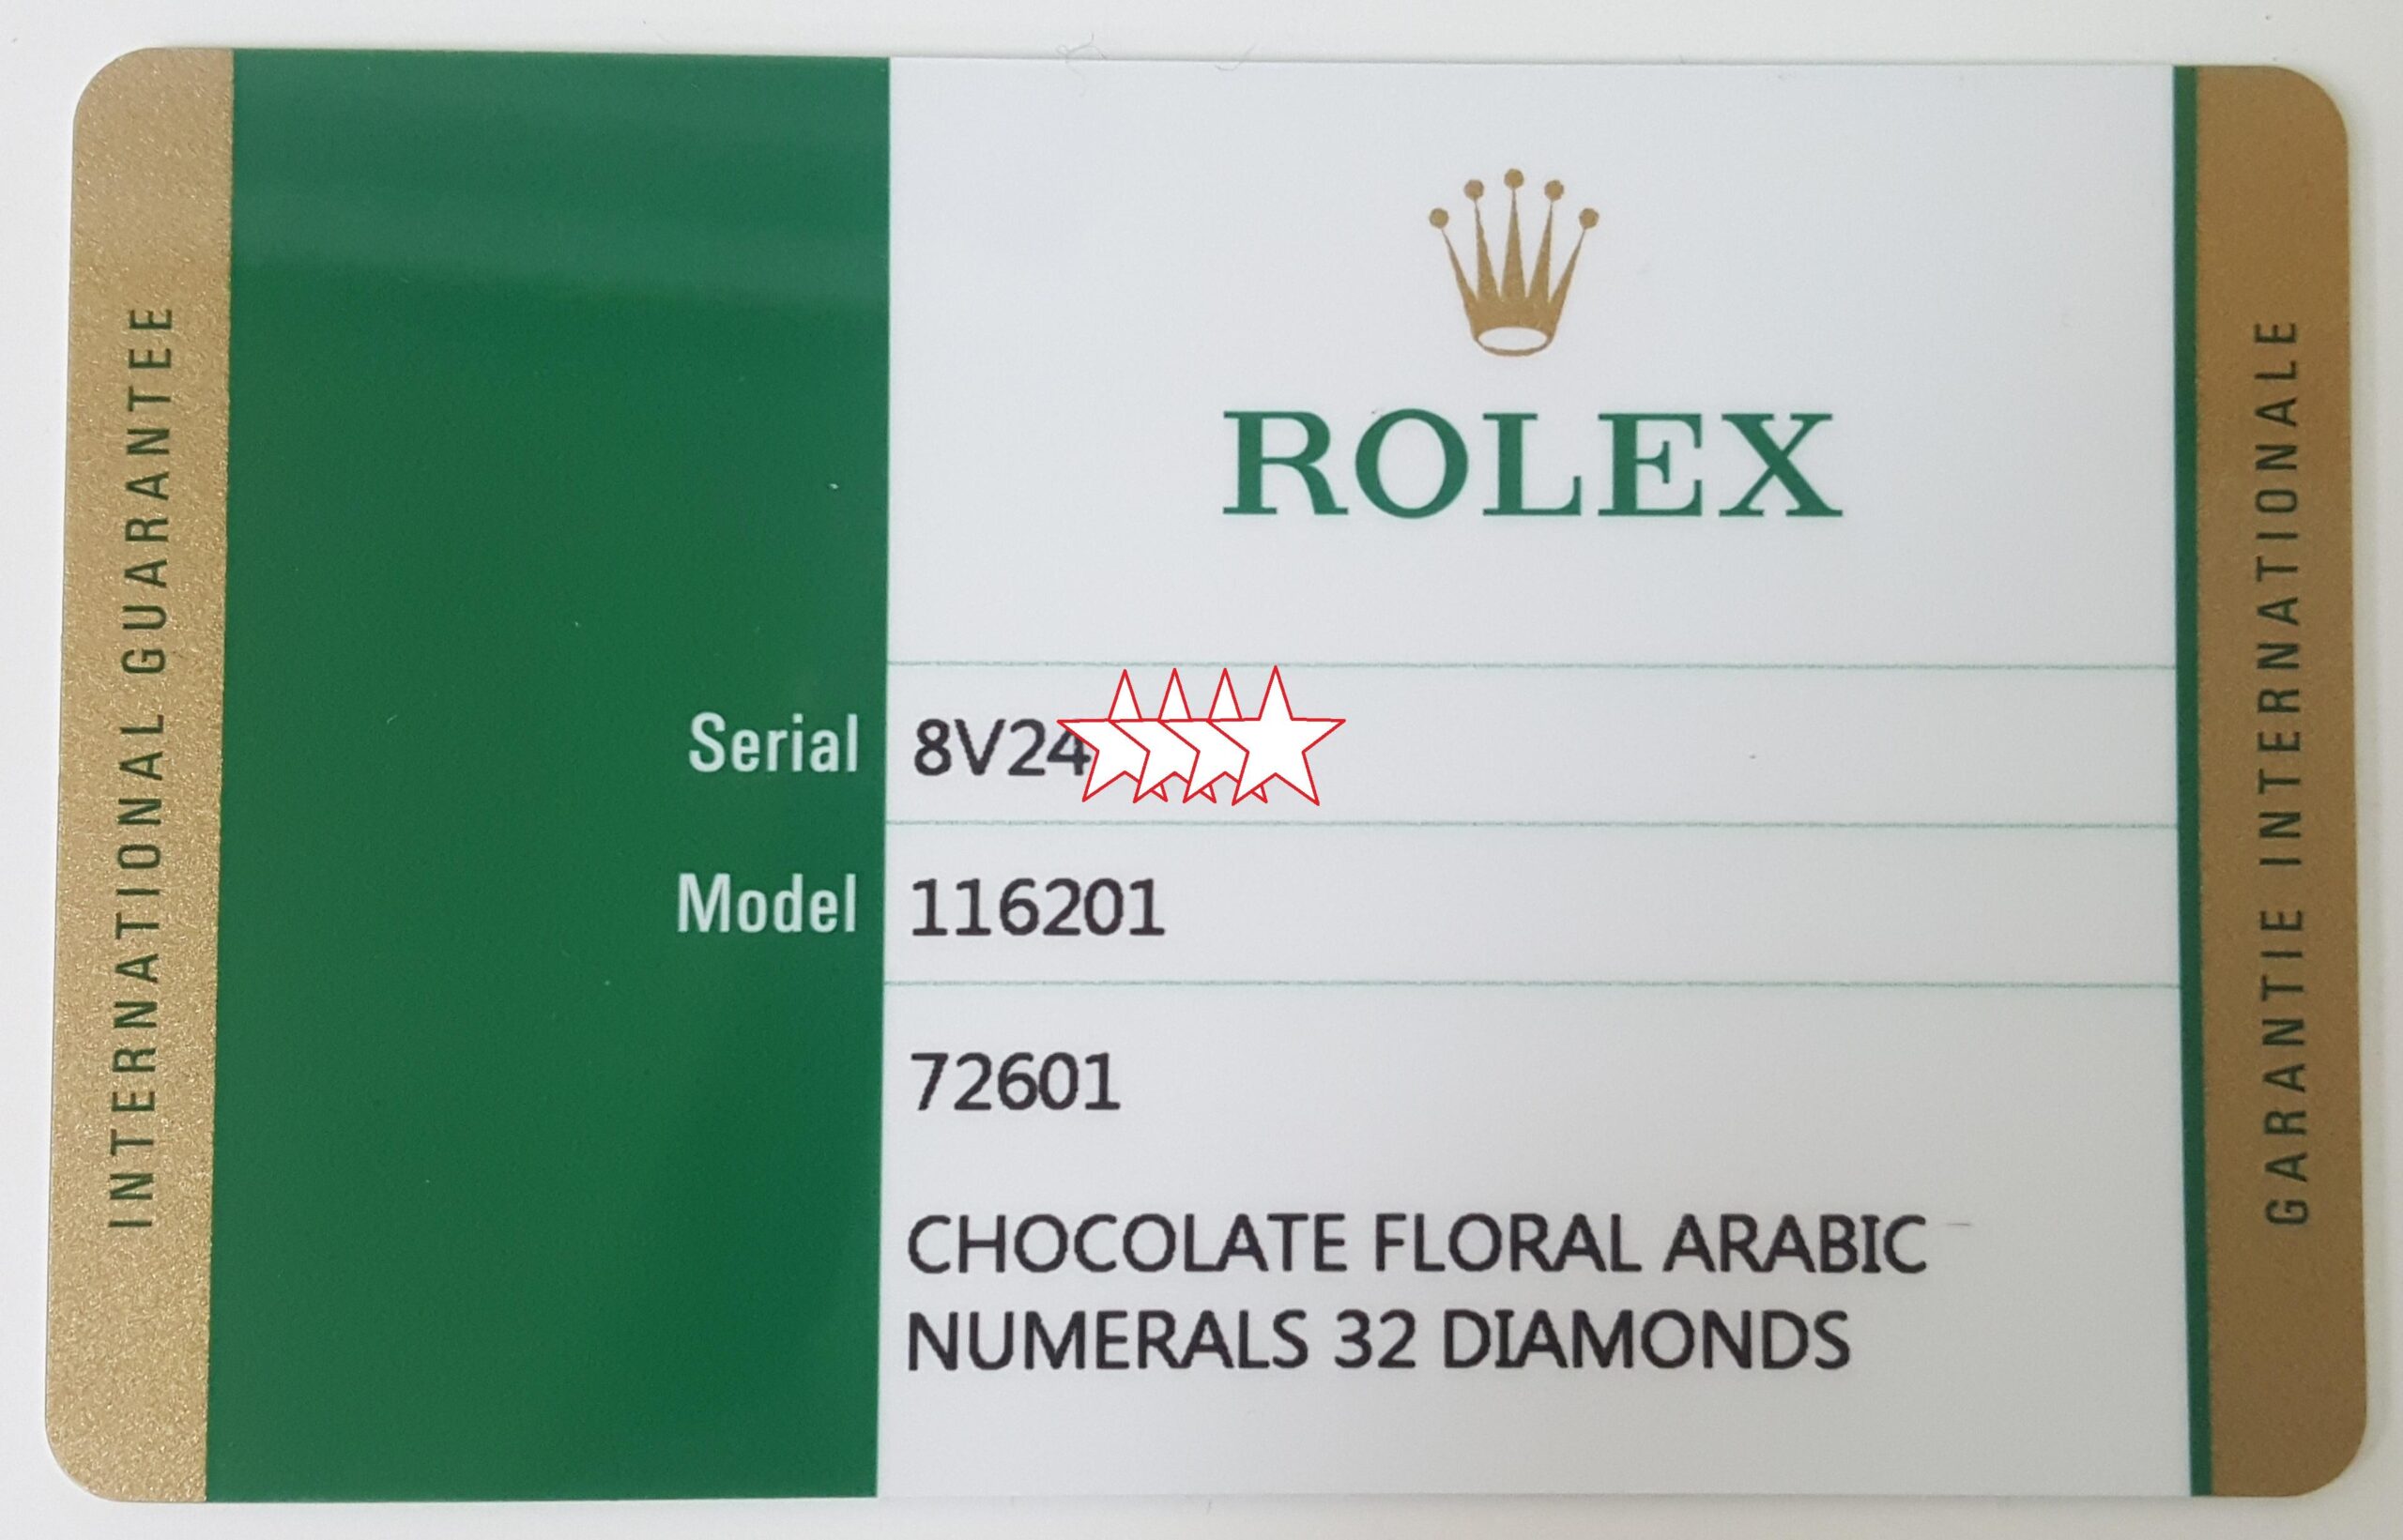 INTERNATIONAL GUARANTEE
ROLEX
Serial 8V24
Model 116201
72601
CHOCOLATE FLORAL ARABIC
NUMERALS 32 DIAMONDS
GARANTIE INTERNATIONALE